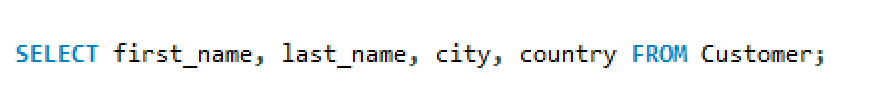 SELECT first_name, last_name, city, country FROM Customer;